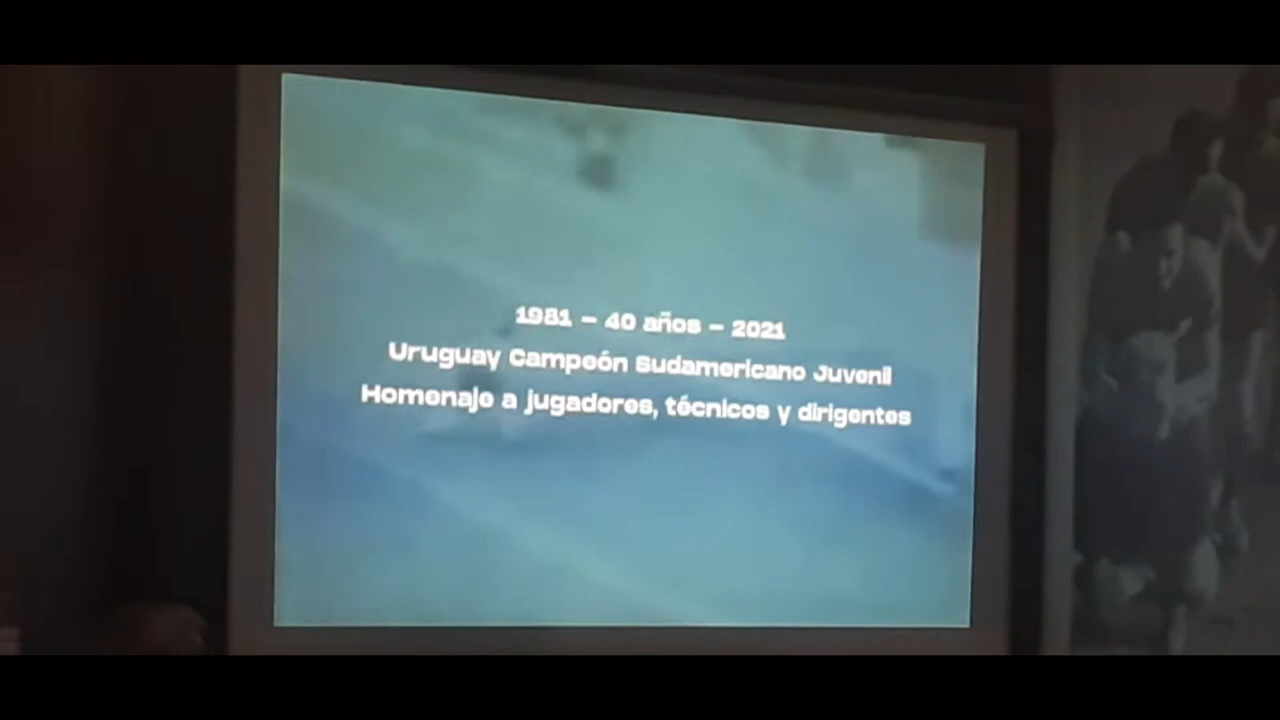 1981 - 40 años - 2021
Uruguay Campeón Sudamericano Juvenil
Homenaje a jugadores, técnicos y dirigentes